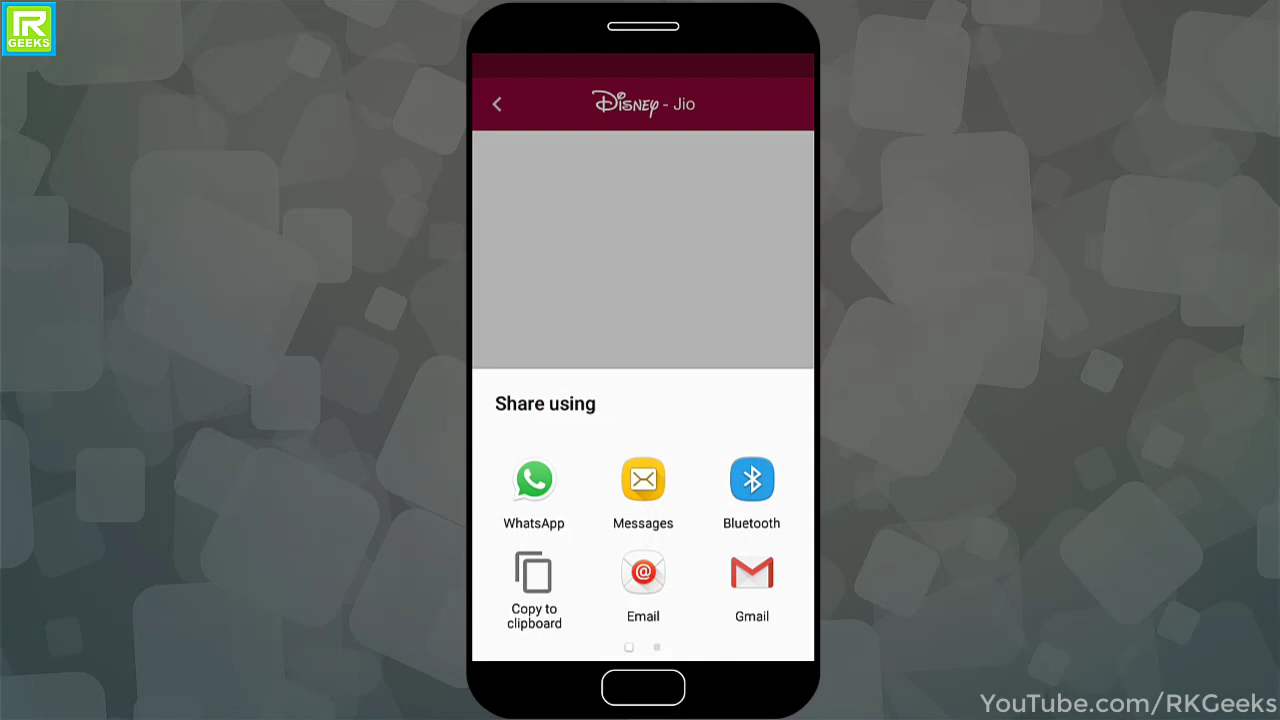 R
GEEKS
DISNEY - Jio
Share using
WhatsApp
Messages
Bluetooth
Copy to
clipboard
Email
Gmail
YouTube.com/RKGeeks